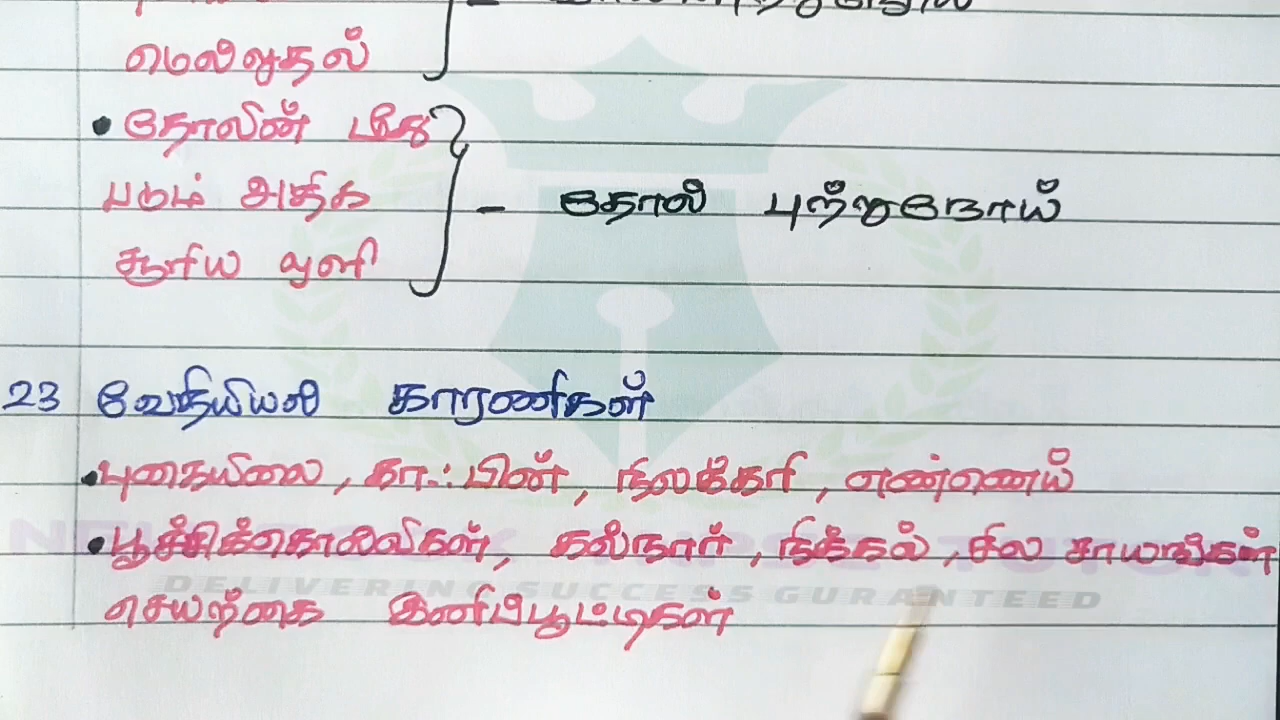 மெல்லுதல்
• தோலின் மீது
படும் அதிக - தோல் புற்றுநோய்
சூரிய ஒளி
23 வேதியியல் காரணிகள்
• புகையிலை, காஃபின், நிலக்கரி, எண்ணெய்
• பூச்சிக்கொல்லிகள், கல்நார், நிக்கல், சில சாயங்கள்
செயற்கை இனிப்பூட்டிகள்
DELIVERING SUCCESS GURANTEED